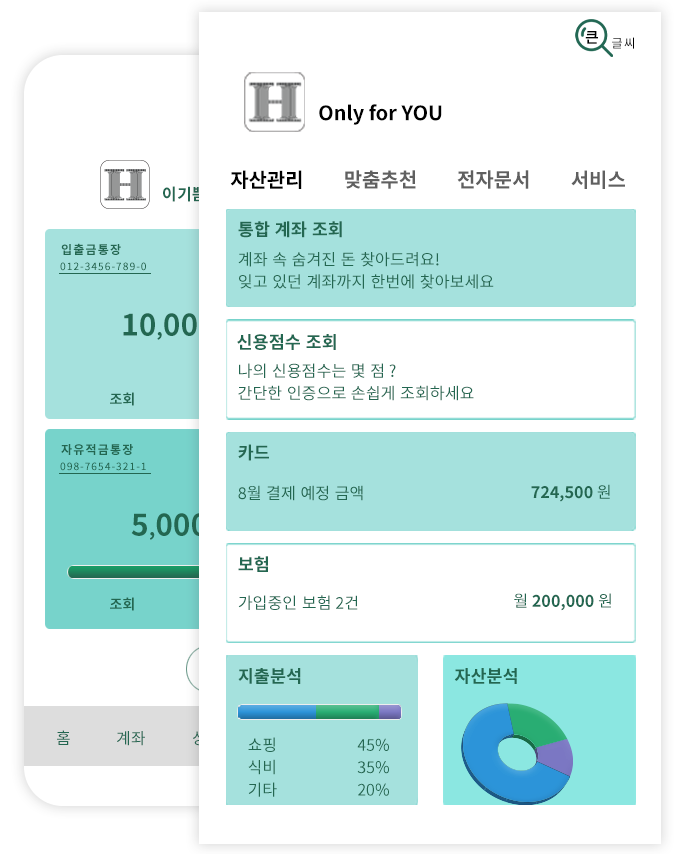 큰 글씨
H
Only for YOU
자산관리 맞춤추천 전자문서 서비스
통합 계좌 조회
계좌 속 숨겨진 돈 찾아드려요!
잊고 있던 계좌까지 한번에 찾아보세요
신용점수 조회
나의 신용점수는 몇 점 ?
간단한 인증으로 손쉽게 조회하세요
카드
8월 결제 예정 금액 724,500 원
보험
가입중인 보험 2건 월 200,000 원
지출분석
쇼핑 45%
식비 35%
기타 20%
자산분석
H
이기쁨
입출금통장
012-3456-789-0
10,00
조회
자유적금통장
098-7654-321-1
5,000
조회
홈 계좌